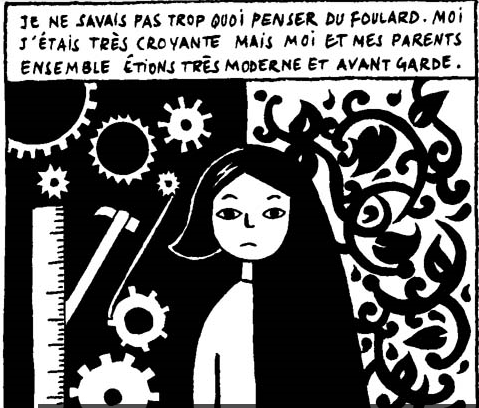 JE NE SAVAIS PAS TROP QUOI PENSER DU FOULARD. MOI
J'ÉTAIS TRÈS CROYANTE MAIS MOI ET MES PARENTS
ENSEMBLE ÉTIONS TRÈS MODERNE ET AVANT GARDE.